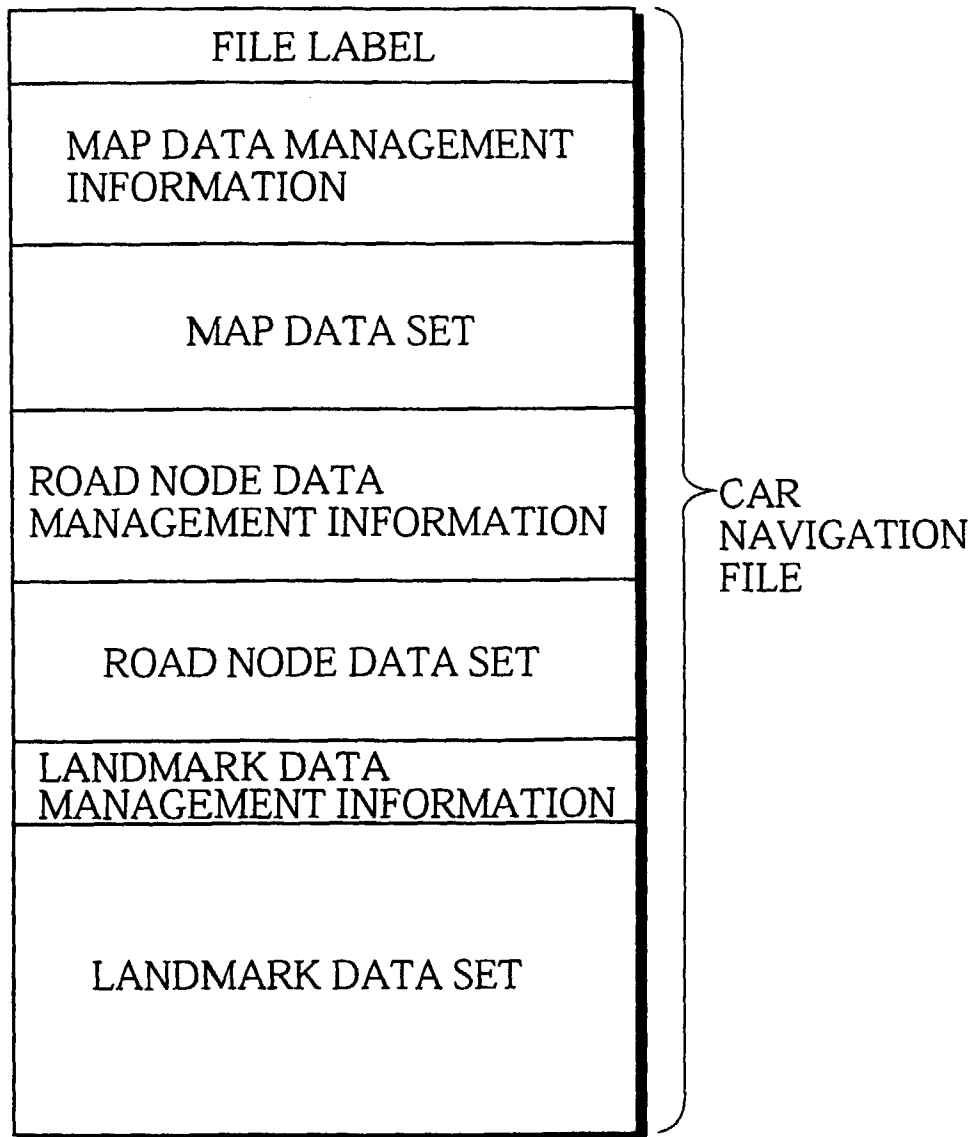 FILE LABEL
MAP DATA MANAGEMENT
INFORMATION
MAP DATA SET
ROAD NODE DATA
MANAGEMENT INFORMATION
ROAD NODE DATA SET
LANDMARK DATA
MANAGEMENT INFORMATION
LANDMARK DATA SET
CAR
NAVIGATION
FILE